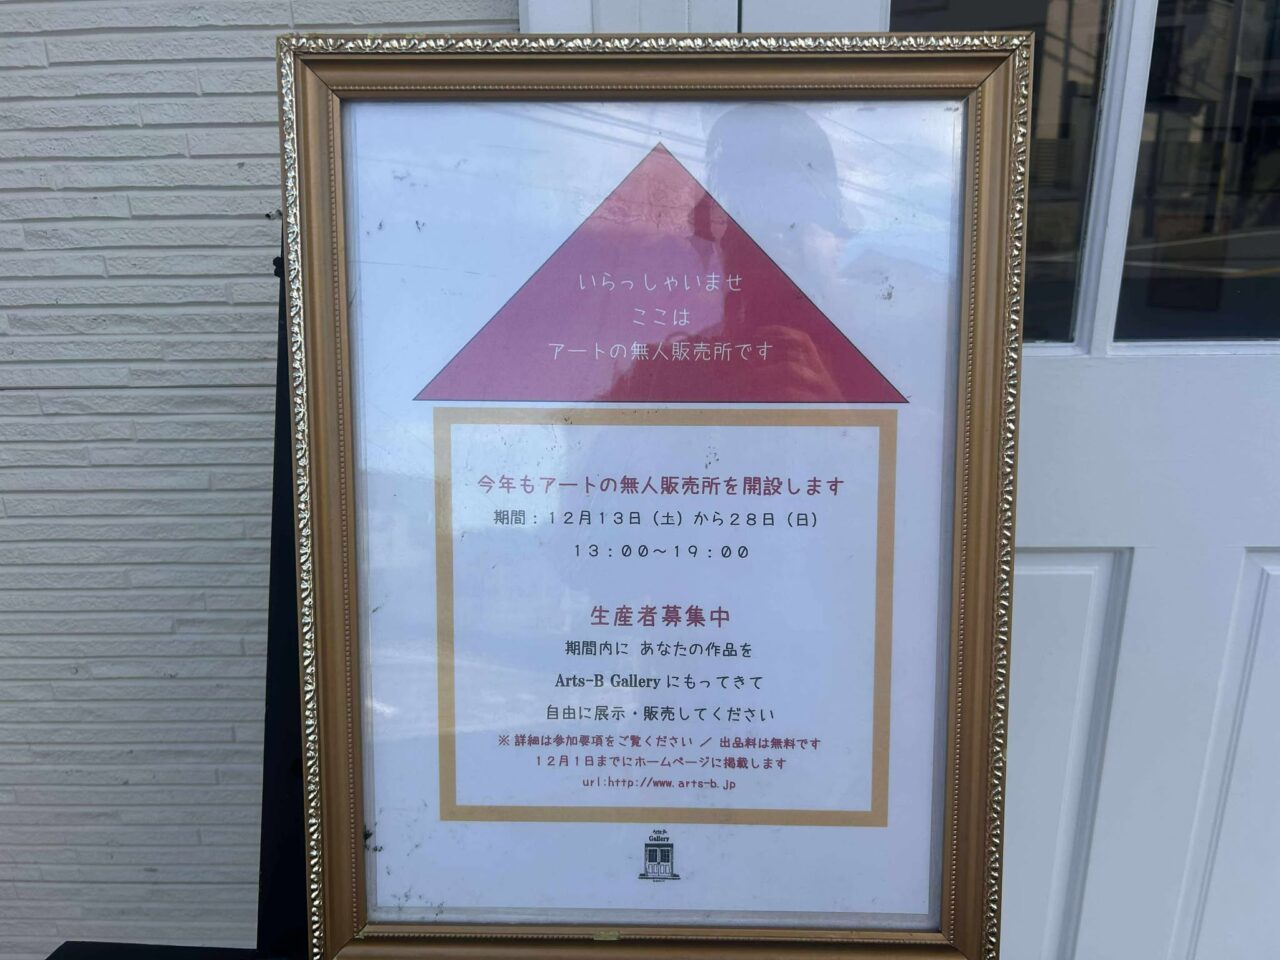 いらっしゃいませ
ここは
アートの無人販売所です
今年もアートの無人販売所を開設します
期間：１２月１３日（土）から２８日（日）
１３：００～１９：００
生産者募集中
期間内に あなたの作品を
Arts-B Gallery にもってきて
自由に展示・販売してください
※ 詳細は参加要項をご覧ください ／ 出品料は無料です
１２月１日までにホームページに掲載します
url:http://www.arts-b.jp
Gallery